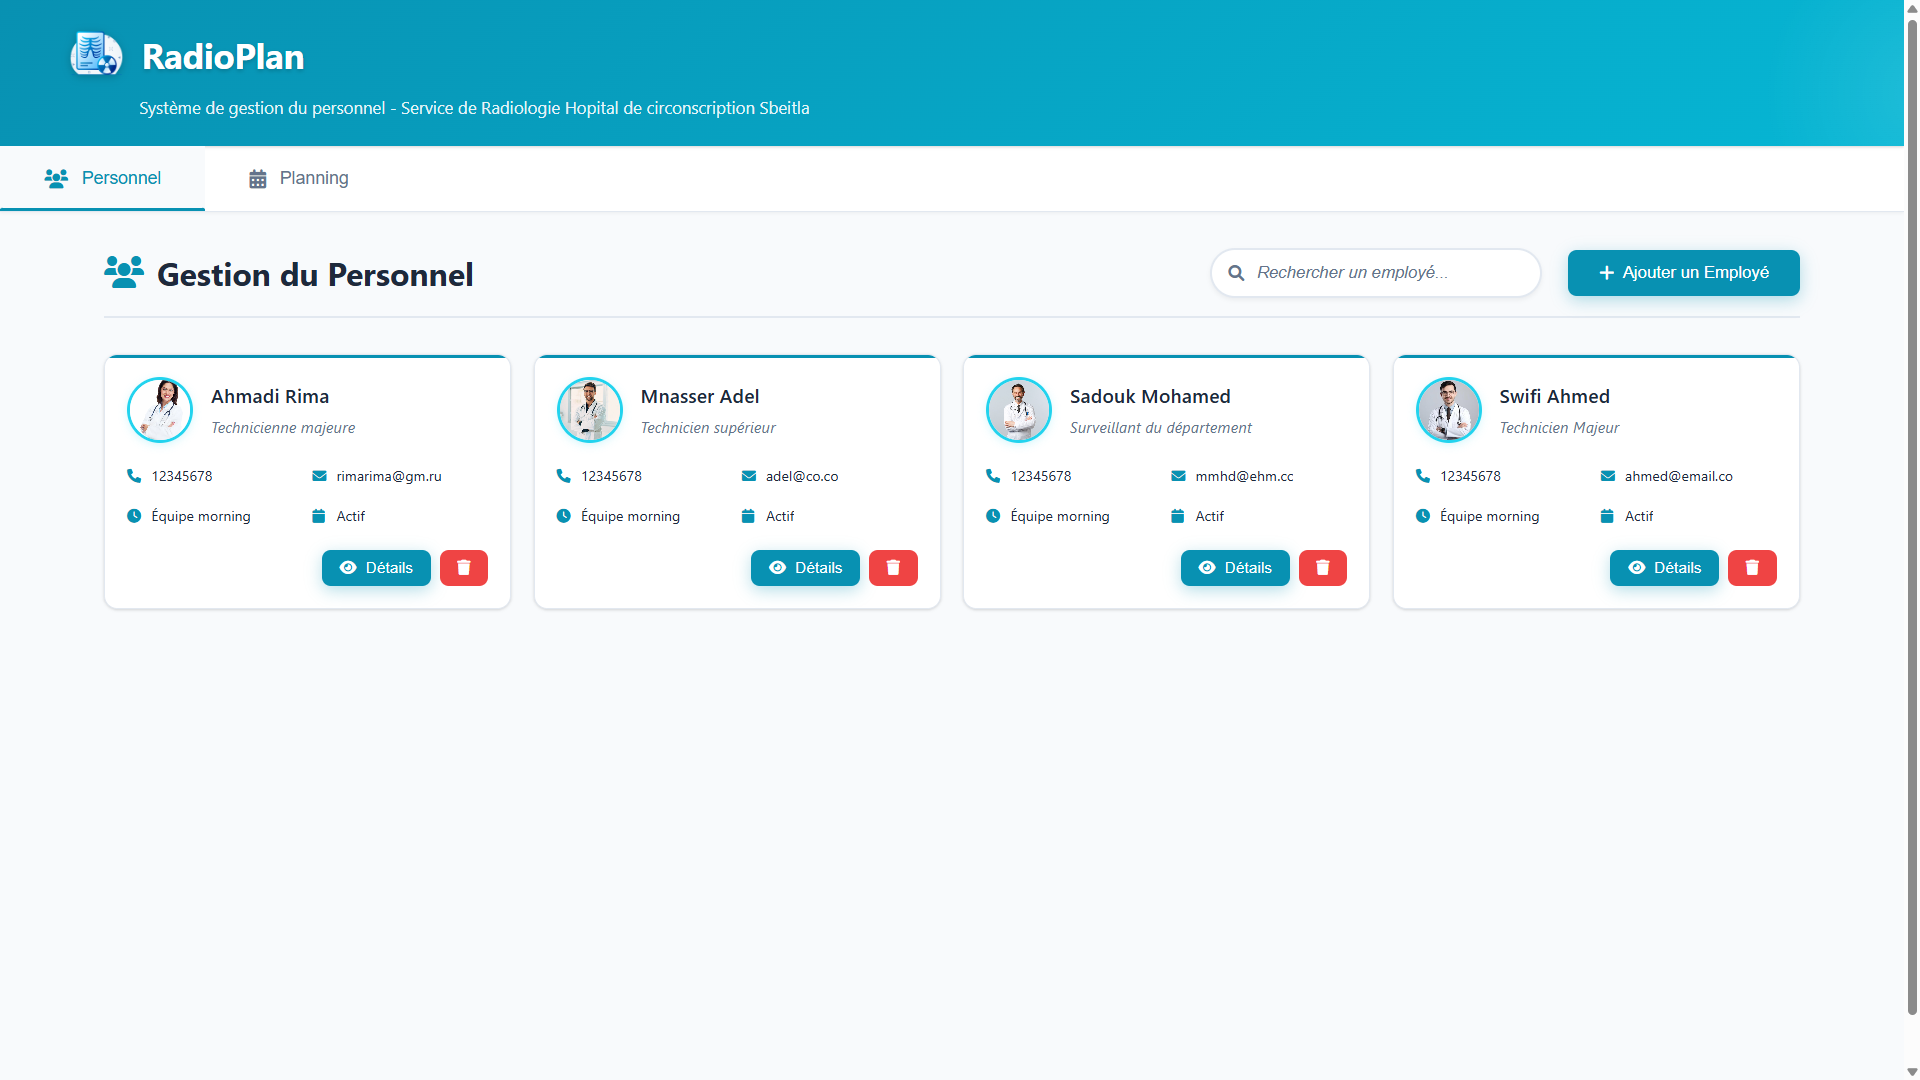 RadioPlan
Système de gestion du personnel - Service de Radiologie Hopital de circonscription Sbeitla
Personnel
Planning
Gestion du Personnel
Rechercher un employé...
Ajouter un Employé
Ahmadi Rima
Technicienne majeure
12345678
rimarima@gm.ru
Équipe morning
Actif
Détails
Mnasser Adel
Technicien supérieur
12345678
adel@co.co
Équipe morning
Actif
Détails
Sadouk Mohamed
Surveillant du département
12345678
mmhd@ehm.cc
Équipe morning
Actif
Détails
Swifi Ahmed
Technicien Majeur
12345678
ahmed@email.co
Équipe morning
Actif
Détails